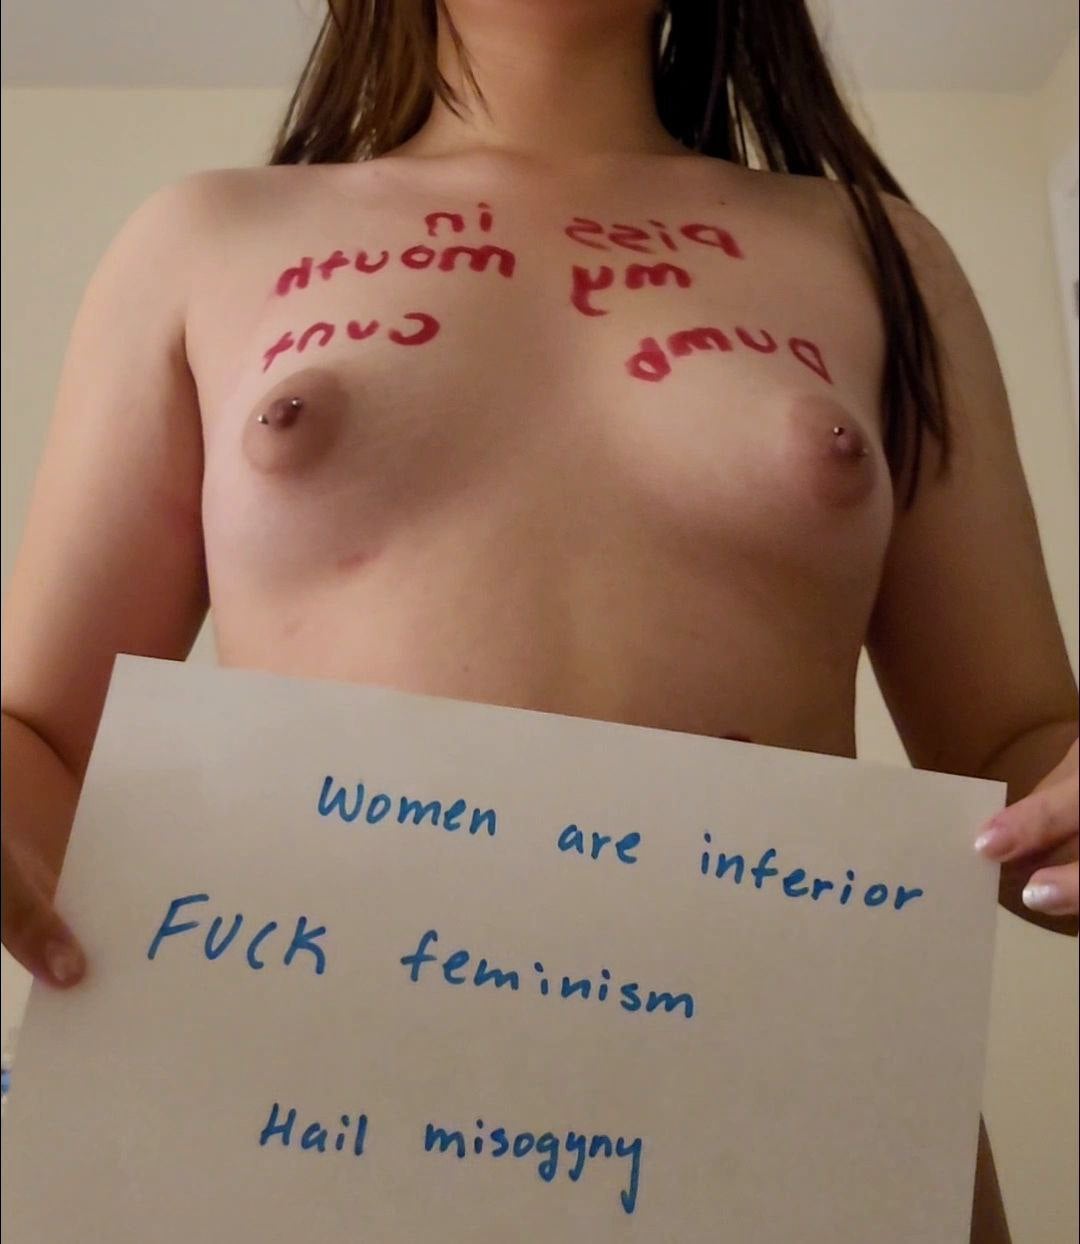 Piss in
my mouth
Dumb cunt
Women are inferior
FUCK feminism
Hail misogyny